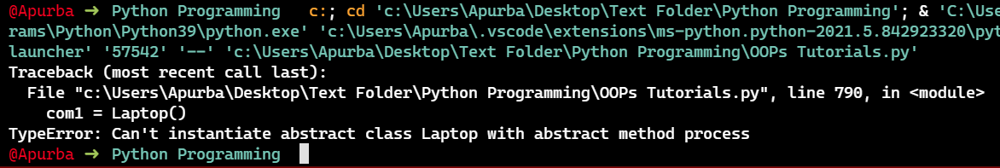 @Apurba ➜ Python Programming c:; cd 'c:\Users\Apurba\Desktop\Text Folder\Python Programming'; & 'C:\Use
rams\Python\Python39\python.exe' 'c:\Users\Apurba\.vscode\extensions\ms-python.python-2021.5.842923320\pyt
launcher' '57542' '--' 'c:\Users\Apurba\Desktop\Text Folder\Python Programming\OOPs Tutorials.py'
Traceback (most recent call last):
File "c:\Users\Apurba\Desktop\Text Folder\Python Programming\OOPs Tutorials.py", line 790, in <module>
com1 = Laptop()
TypeError: Can't instantiate abstract class Laptop with abstract method process
@Apurba ➜ Python Programming